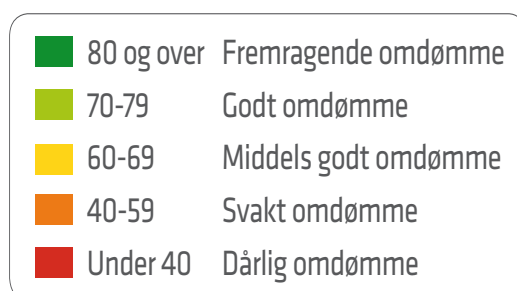 80 og over Fremragende omdømme
70-79 Godt omdømme
60-69 Middels godt omdømme
40-59 Svakt omdømme
Under 40 Dårlig omdømme